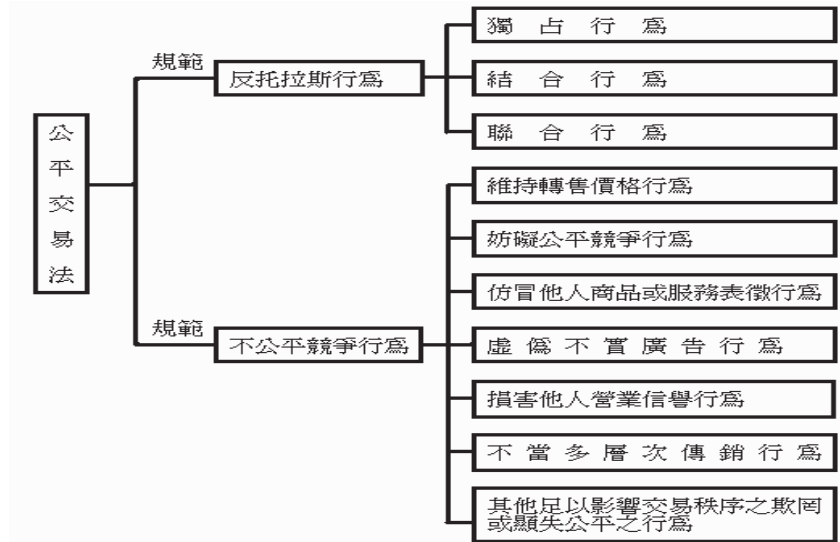 公平交易法
規範
反托拉斯行為
獨占行為
結合行為
聯合行為
規範
不公平競爭行為
維持轉售價格行為
妨礙公平競爭行為
仿冒他人商品或服務表徵行為
虛偽不實廣告行為
損害他人營業信譽行為
不當多層次傳銷行為
其他足以影響交易秩序之欺罔
或顯失公平之行為